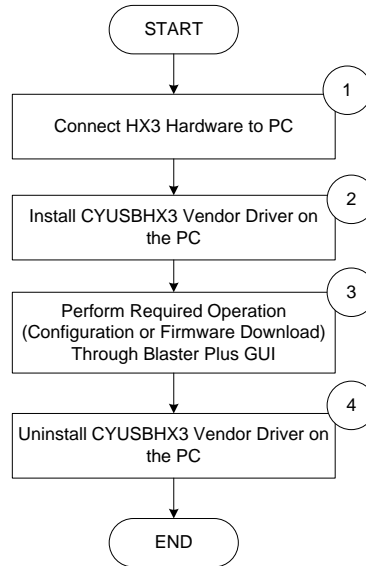 START
1
Connect HX3 Hardware to PC
2
Install CYUSBHX3 Vendor Driver on
the PC
3
Perform Required Operation
(Configuration or Firmware Download)
Through Blaster Plus GUI
4
Uninstall CYUSBHX3 Vendor Driver on
the PC
END